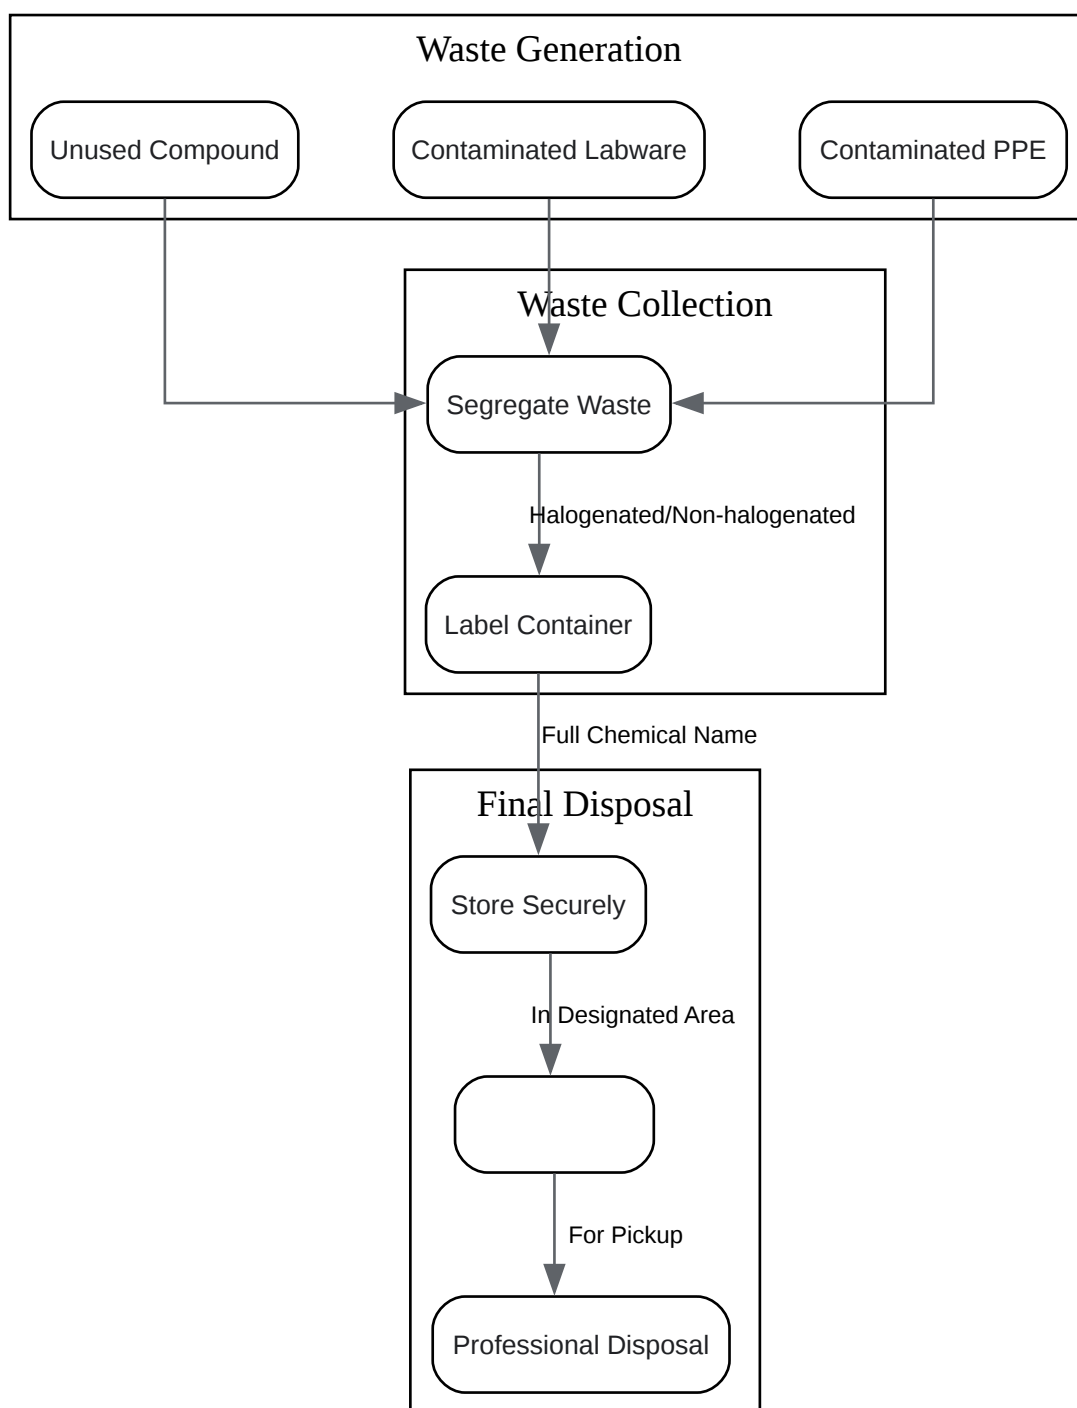 Waste Generation
Unused Compound
Contaminated Labware
Contaminated PPE
Waste Collection
Segregate Waste
Halogenated/Non-halogenated
Label Container
Full Chemical Name
Final Disposal
Store Securely
In Designated Area
For Pickup
Professional Disposal